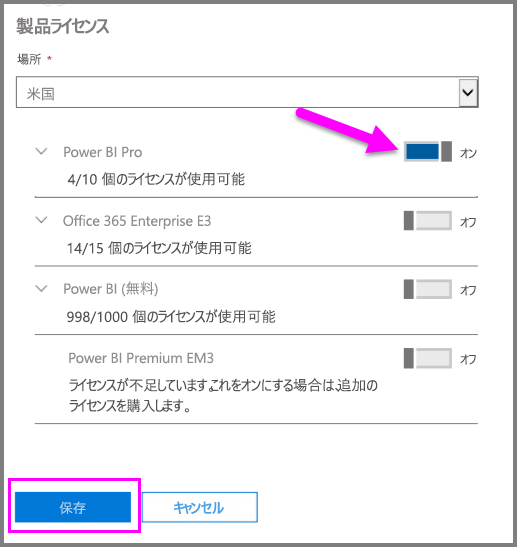 製品ライセンス
場所 *
米国
Power BI Pro オン
4/10 個のライセンスが使用可能
Office 365 Enterprise E3 オフ
14/15 個のライセンスが使用可能
Power BI (無料) オフ
998/1000 個のライセンスが使用可能
Power BI Premium EM3 オフ
ライセンスが不足しています。これをオンにする場合は、追加の
ライセンスを購入します。
保存 キャンセル